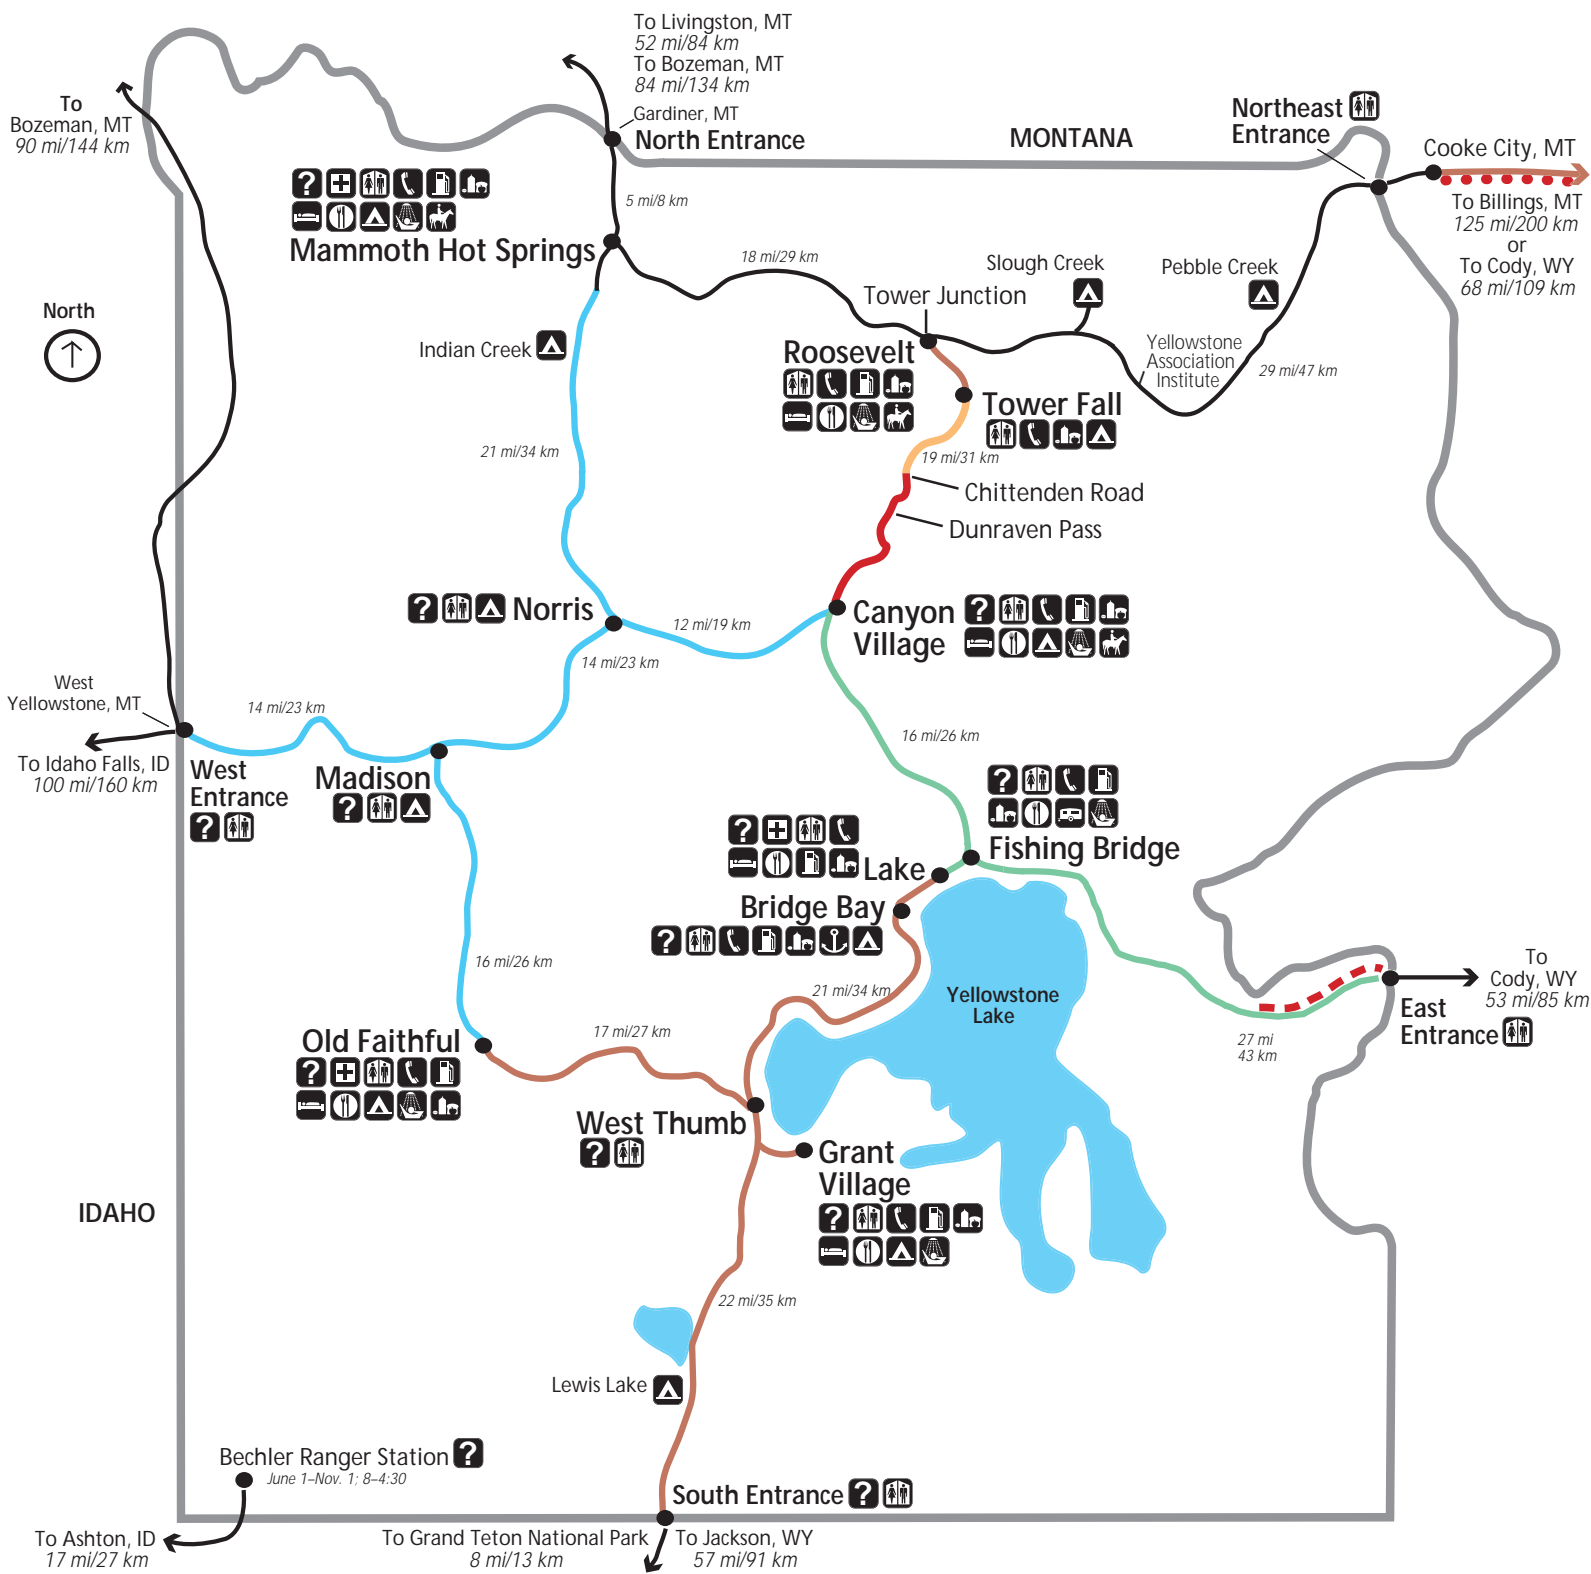 To Livingston, MT
52 mi/84 km
To Bozeman, MT
84 mi/134 km
Gardiner, MT
North Entrance
MONTANA
Northeast
Entrance
Cooke City, MT
To Billings, MT
125 mi/200 km
or
To Cody, WY
68 mi/109 km
To
Bozeman, MT
90 mi/144 km
?
5 mi/8 km
Mammoth Hot Springs
18 mi/29 km
Slough Creek
Pebble Creek
Tower Junction
North
Indian Creek
Roosevelt
Yellowstone
Association
Institute
29 mi/47 km
Tower Fall
21 mi/34 km
19 mi/31 km
Chittenden Road
Dunraven Pass
? Norris
12 mi/19 km
Canyon
Village
?
14 mi/23 km
West
Yellowstone, MT
14 mi/23 km
16 mi/26 km
To Idaho Falls, ID
100 mi/160 km
West
Entrance
?
Madison
?
?
Fishing Bridge
?
Lake
Bridge Bay
?
16 mi/26 km
21 mi/34 km
Yellowstone
Lake
To
Cody, WY
53 mi/85 km
East
Entrance
27 mi
43 km
17 mi/27 km
Old Faithful
?
West Thumb
?
Grant
Village
?
IDAHO
22 mi/35 km
Lewis Lake
Bechler Ranger Station ?
June 1–Nov. 1; 8–4:30
South Entrance ?
To Ashton, ID
17 mi/27 km
To Grand Teton National Park
8 mi/13 km
To Jackson, WY
57 mi/91 km